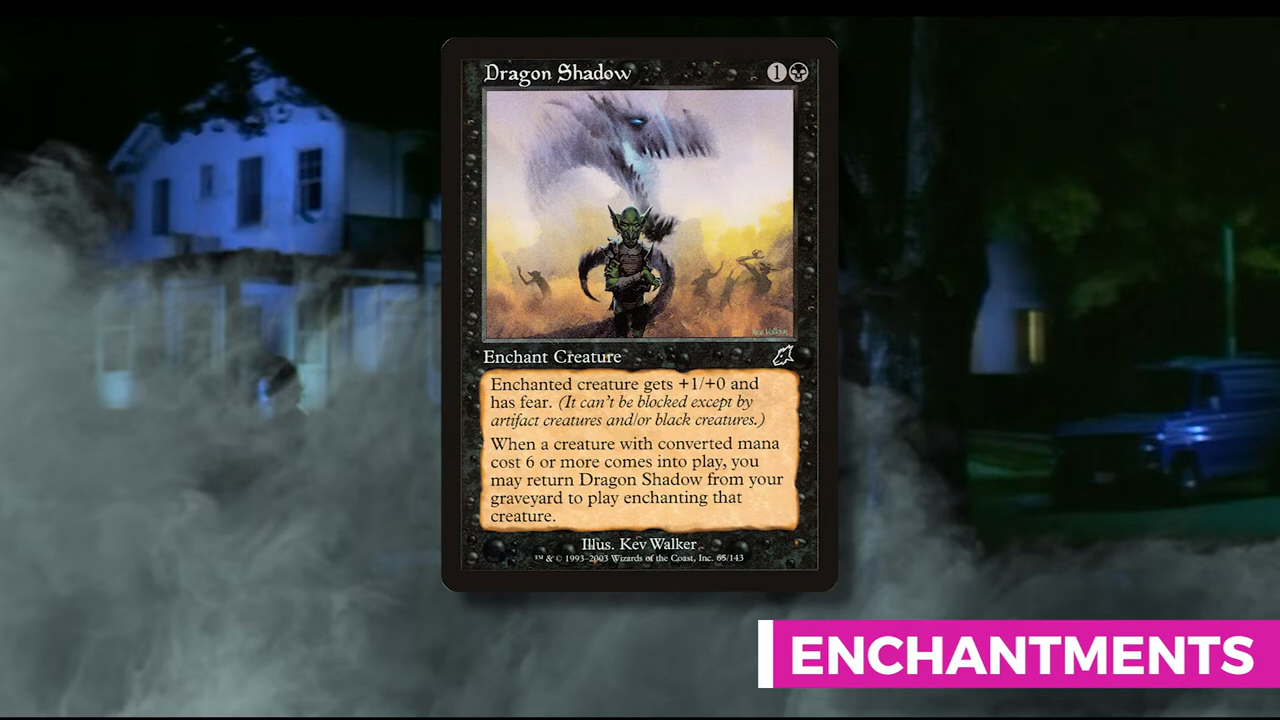 Dragon Shadow 1
Kev Walker
Enchant Creature
Enchanted creature gets +1/+0 and
has fear. (It can't be blocked except by
artifact creatures and/or black creatures.)
When a creature with converted mana
cost 6 or more comes into play, you
may return Dragon Shadow from your
graveyard to play enchanting that
creature.
Illus. Kev Walker
™ & © 1993-2003 Wizards of the Coast, Inc. 65/143
ENCHANTMENTS